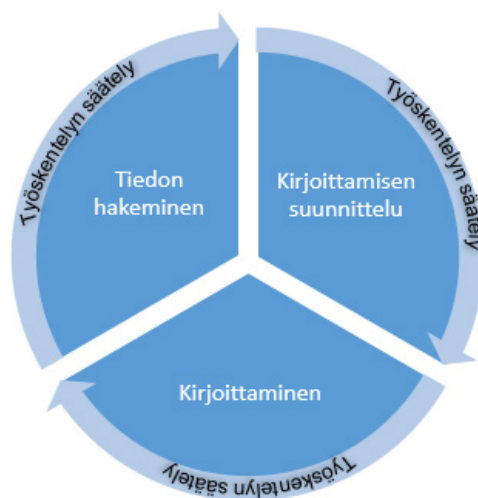 Työskentelyn säätely
Tiedon
hakeminen
Työskentelyn säätely
Kirjoittamisen
suunnittelu
Kirjoittaminen
Työskentelyn säätely